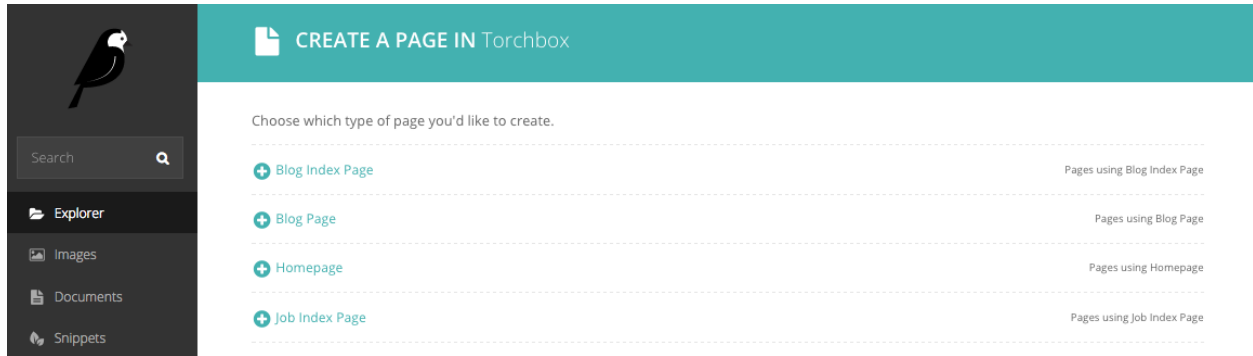 CREATE A PAGE IN Torchbox
Choose which type of page you'd like to create.
Search
Explorer
Images
Documents
Snippets
Blog Index Page Pages using Blog Index Page
Blog Page Pages using Blog Page
Homepage Pages using Homepage
Job Index Page Pages using Job Index Page